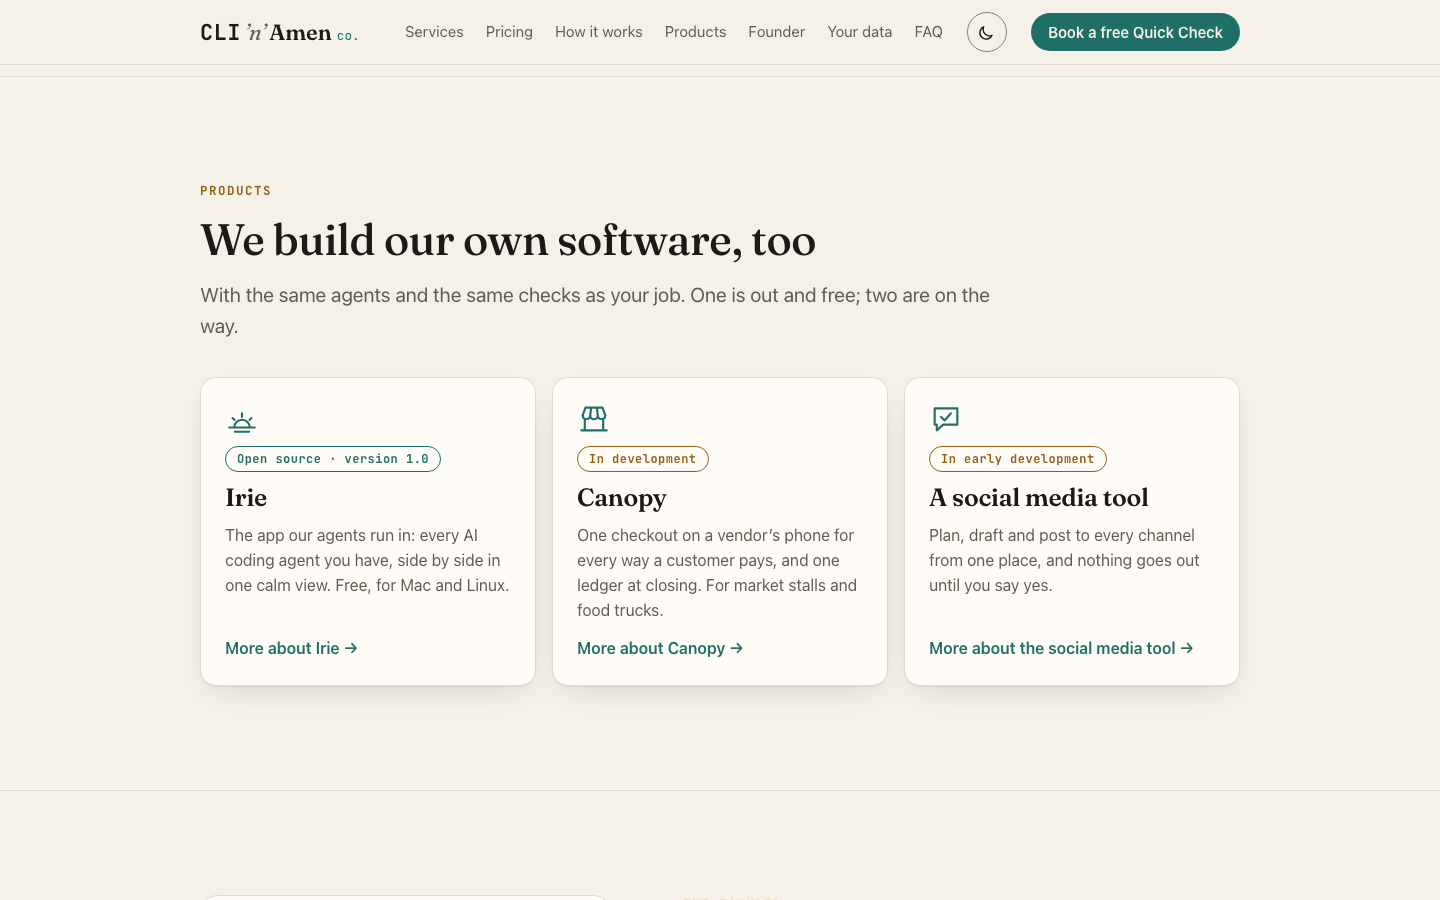 CLI 'n' Amen CO.
Services
Pricing
How it works
Products
Founder
Your data
FAQ
Book a free Quick Check
PRODUCTS
We build our own software, too
With the same agents and the same checks as your job. One is out and free; two are on the
way.
Open source · version 1.0
Irie
The app our agents run in: every AI
coding agent you have, side by side in
one calm view. Free, for Mac and Linux.
More about Irie →
In development
Canopy
One checkout on a vendor’s phone for
every way a customer pays, and one
ledger at closing. For market stalls and
food trucks.
More about Canopy →
In early development
A social media tool
Plan, draft and post to every channel
from one place, and nothing goes out
until you say yes.
More about the social media tool →